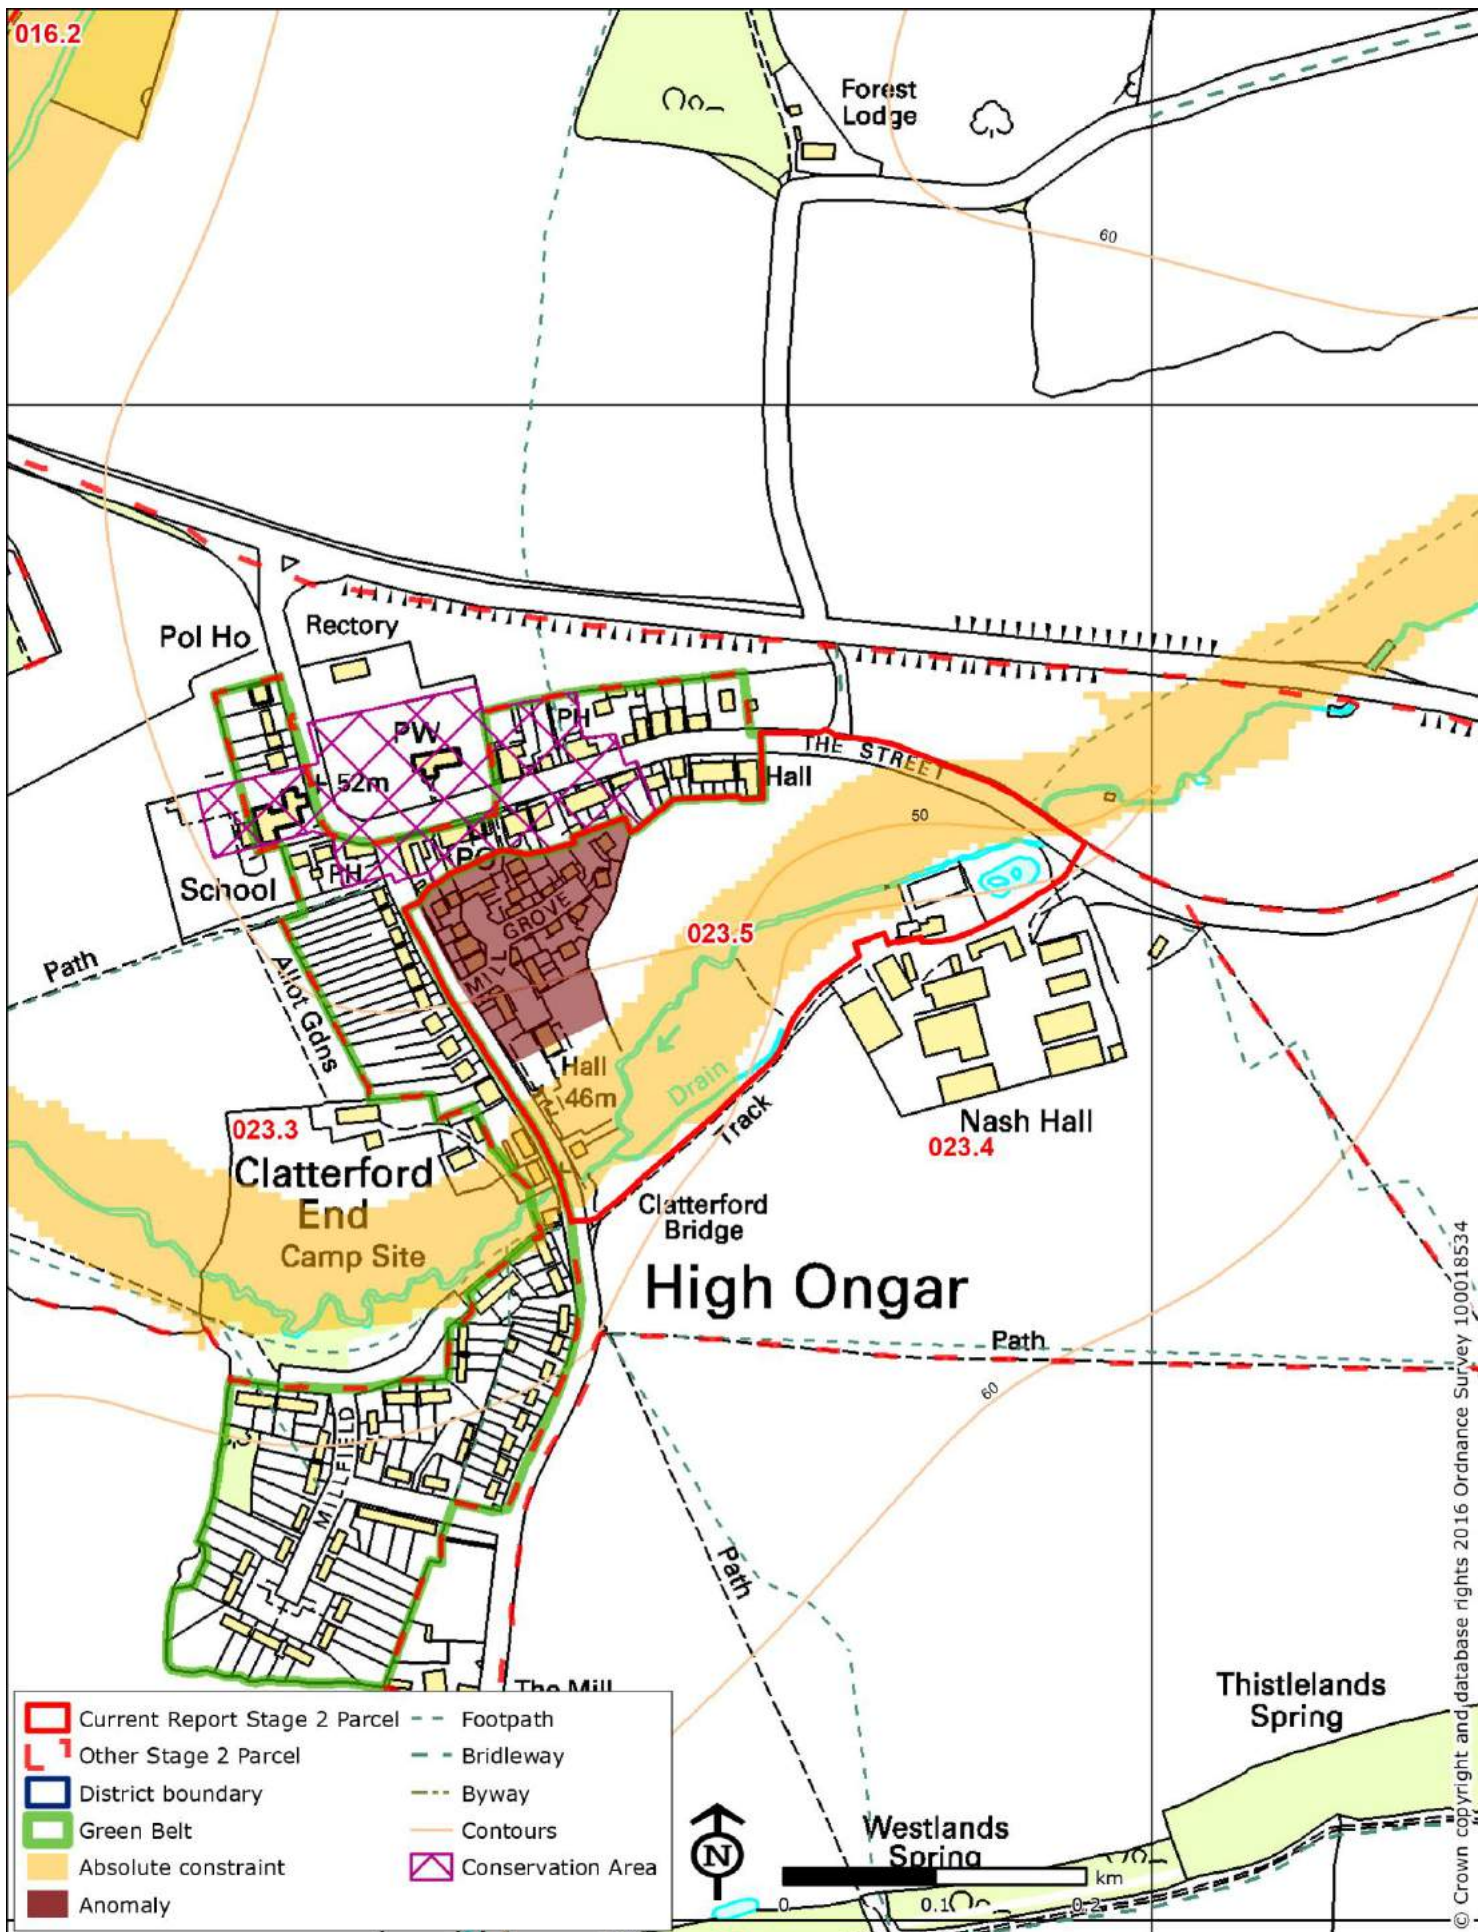 016.2
Forest
Lodge
60
Pol Ho
Rectory
PH
PW
THE STREET
Hall
52m
50
PO
PH
School
GROVE
023.5
MILL
Path
Allot Gdns
Hall
46m
Drain
Track
Nash Hall
023.4
023.3
Clatterford
End
Camp Site
Clatterford
Bridge
High Ongar
Path
60
MILLFIELD
Path
The Mill
Thistlelands
Spring
Westlands
Spring
Current Report Stage 2 Parcel
Other Stage 2 Parcel
District boundary
Green Belt
Absolute constraint
Anomaly
Footpath
Bridleway
Byway
Contours
Conservation Area
N
km
0 0.1 0.2
© Crown copyright and database rights 2016 Ordnance Survey 100018534